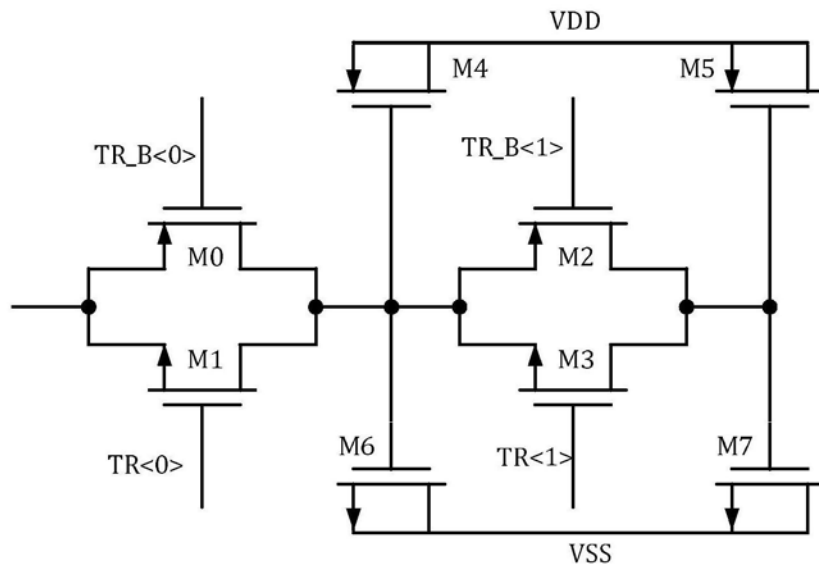 VDD
M4
M5
TR_B<0>
TR_B<1>
M0
M2
M1
M3
TR<0>
M6
TR<1>
M7
VSS